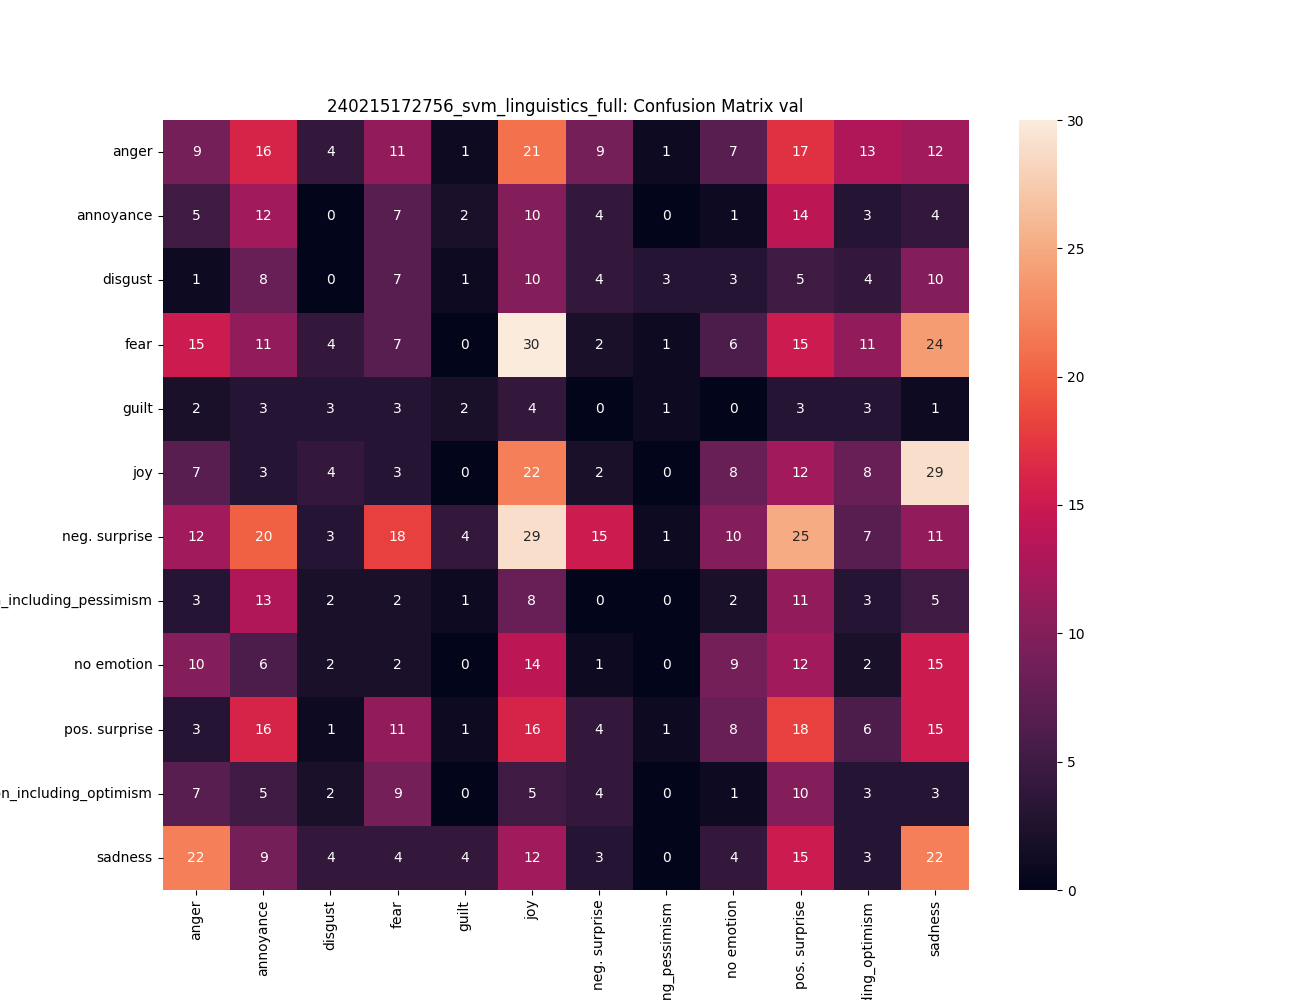 240215172756_svm_linguistics_full: Confusion Matrix val
anger 9 16 4 11 1 21 9 1 7 17 13 12
annoyance 5 12 0 7 2 10 4 0 1 14 3 4
disgust 1 8 0 7 1 10 4 3 3 5 4 10
fear 15 11 4 7 0 30 2 1 6 15 11 24
guilt 2 3 3 3 2 4 0 1 0 3 3 1
joy 7 3 4 3 0 22 2 0 8 12 8 29
neg. surprise 12 20 3 18 4 29 15 1 10 25 7 11
_including_pessimism 3 13 2 2 1 8 0 0 2 11 3 5
no emotion 10 6 2 2 0 14 1 0 9 12 2 15
pos. surprise 3 16 1 11 1 16 4 1 8 18 6 15
n_including_optimism 7 5 2 9 0 5 4 0 1 10 3 3
sadness 22 9 4 4 4 12 3 0 4 15 3 22
anger annoyance disgust fear guilt joy neg. surprise ng_pessimism no emotion pos. surprise ding_optimism sadness
30
25
20
15
10
5
0